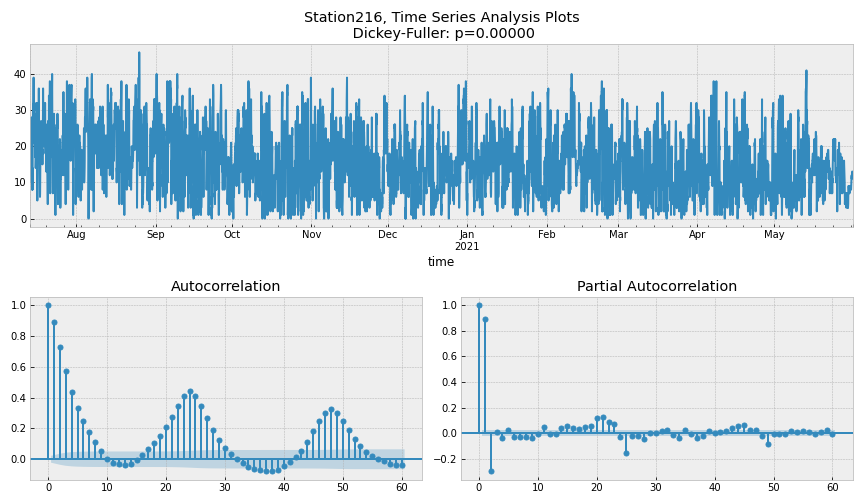 Station216, Time Series Analysis Plots
Dickey-Fuller: p=0.00000
40
30
20
10
0
Aug Sep Oct Nov Dec Jan Feb Mar Apr May
2021
time
Autocorrelation
1.0
0.8
0.6
0.4
0.2
0.0
0 10 20 30 40 50 60
Partial Autocorrelation
1.0
0.8
0.6
0.4
0.2
0.0
−0.2
0 10 20 30 40 50 60